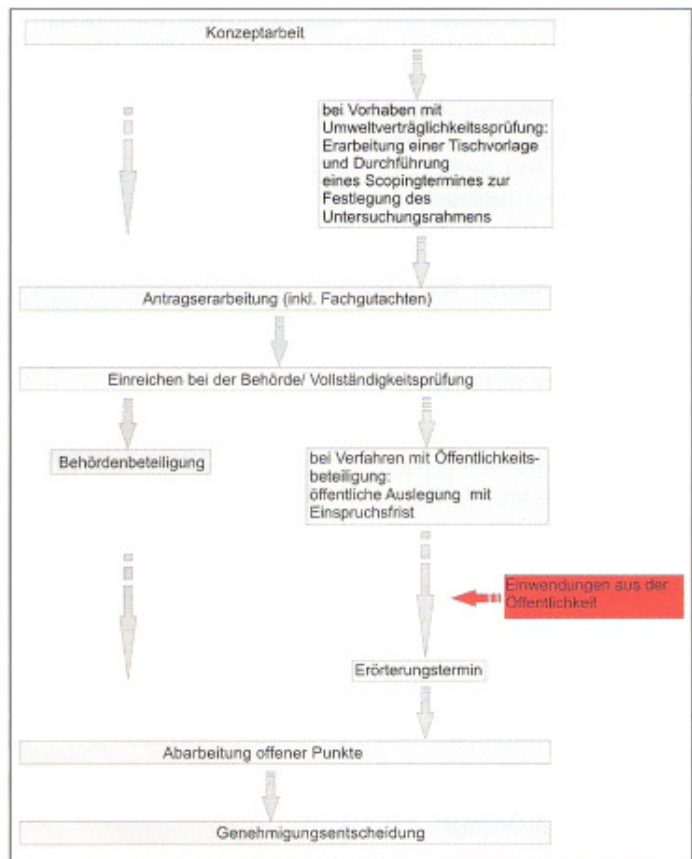 Konzeptarbeit
bei Vorhaben mit
Umweltverträglichkeitssprüfung:
Erarbeitung einer Tischvorlage
und Durchführung
eines Scopingtermines zur
Festlegung des
Untersuchungsrahmens
Antragserarbeitung (inkl. Fachgutachten)
Einreichen bei der Behörde/ Vollständigkeitsprüfung
Behördenbeteiligung
bei Verfahren mit Öffentlichkeits-
beteiligung:
öffentliche Auslegung mit
Einspruchsfrist
Einwendungen aus der
Öffentlichkeit
Erörterungstermin
Abarbeitung offener Punkte
Genehmigungsentscheidung